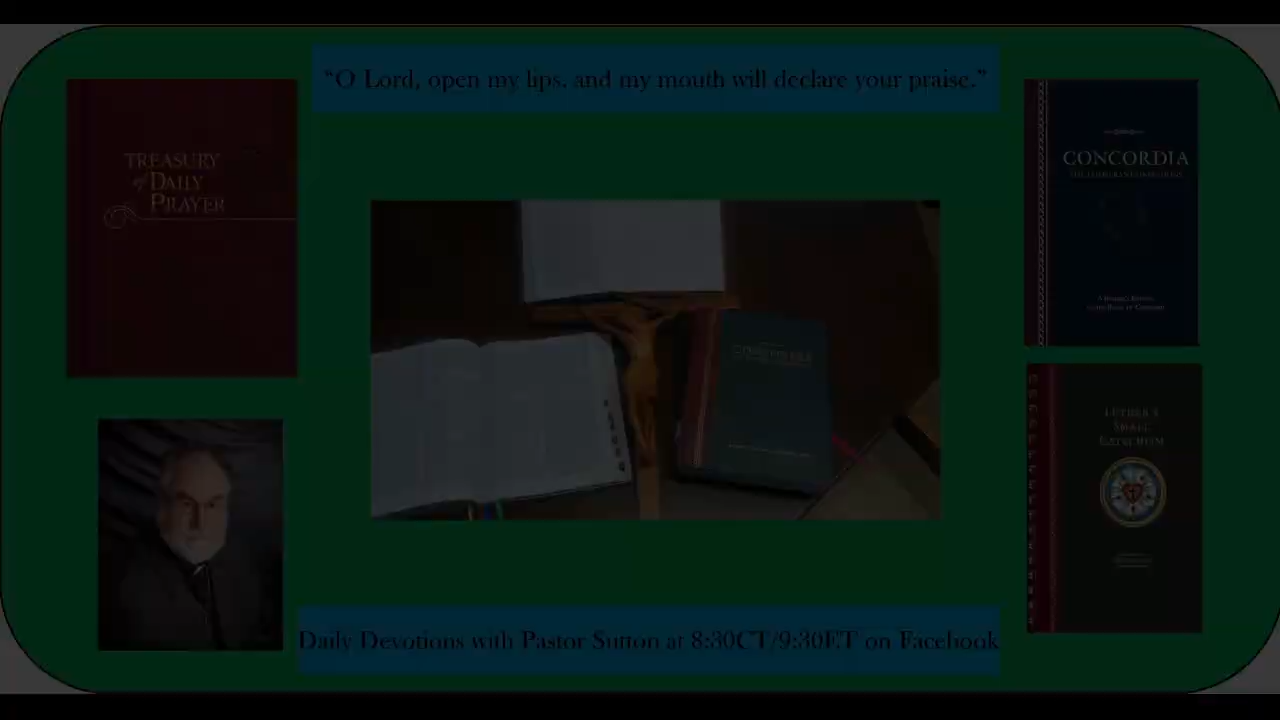 “O Lord, open my lips. and my mouth will declare your praise.”
TREASURY
of DAILY
PRAYER
CONCORDIA
THE LUTHERAN CONFESSIONS
CONCORDIA
LUTHER'S
SMALL
CATECHISM
Daily Devotions with Pastor Sutton at 8:30CT/9:30ET on Facebook